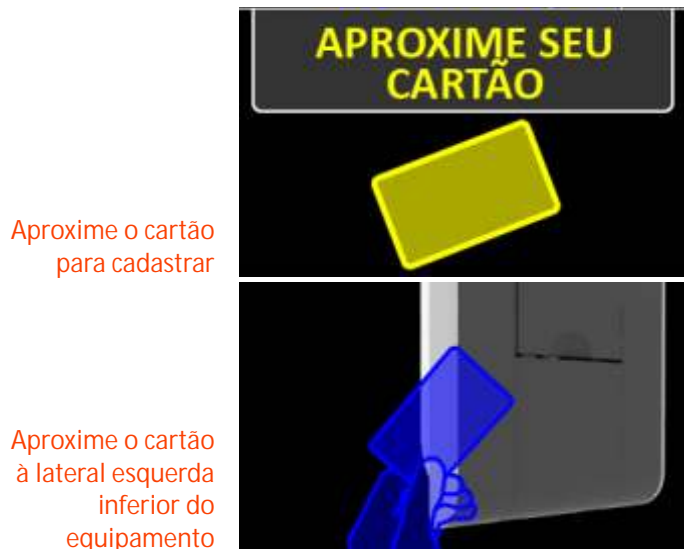 APROXIME SEU
CARTÃO
Aproxime o cartão
para cadastrar
Aproxime o cartão
à lateral esquerda
inferior do
equipamento